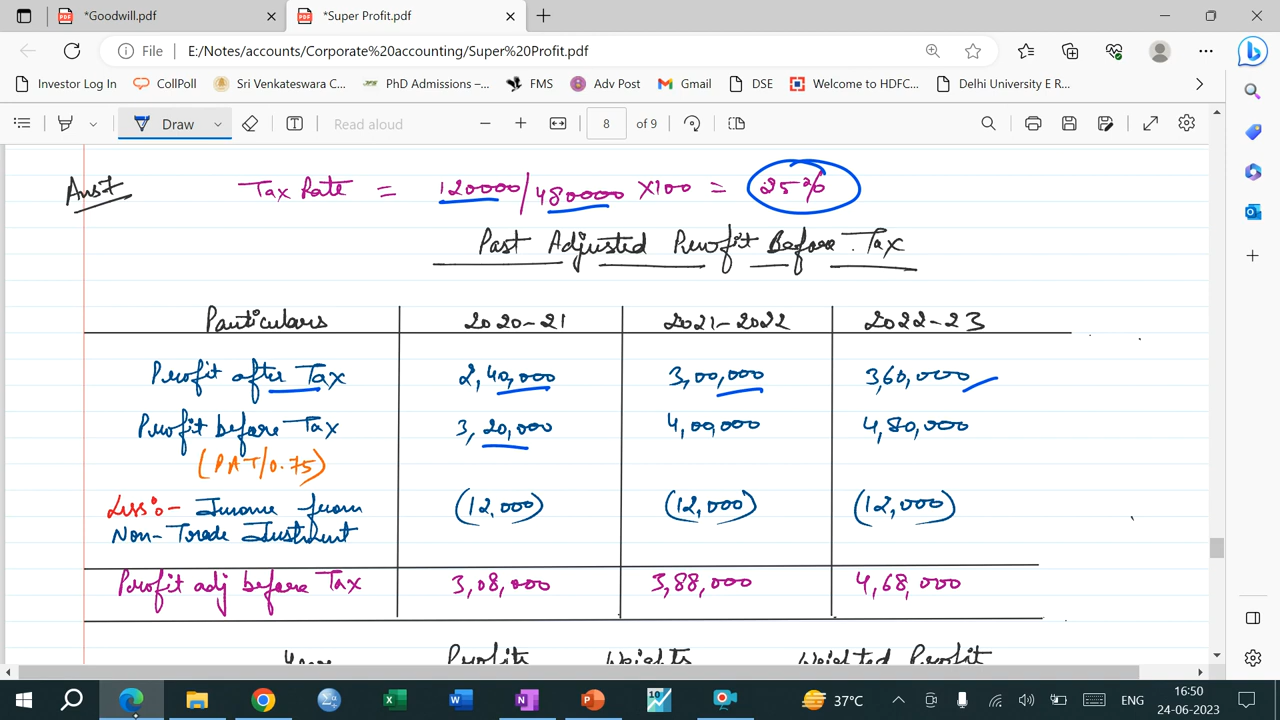 *Goodwill.pdf
*Super Profit.pdf
File E:/Notes/accounts/Corporate%20accounting/Super%20Profit.pdf
Investor Log In CollPoll Sri Venkateswara C... PhD Admissions –... FMS Adv Post Gmail DSE Welcome to HDFC... Delhi University E R...
Draw Read aloud 8 of 9
Tax Rate = 120000/480000 X100 = 25%
Past Adjusted Profit Before Tax
Particulars 2020-21 2021-2022 2022-23
Profit after Tax 2,40,000 3,00,000 3,60,000
Profit before Tax 3,20,000 4,00,000 4,80,000
(PAT/0.75)
Less:- Income from (12,000) (12,000) (12,000)
Non-Trade
Profit adj before Tax 3,08,000 3,88,000 4,68,000
Year Profits Weights Weighted Profit
37°C ENG 16:50
24-06-2023